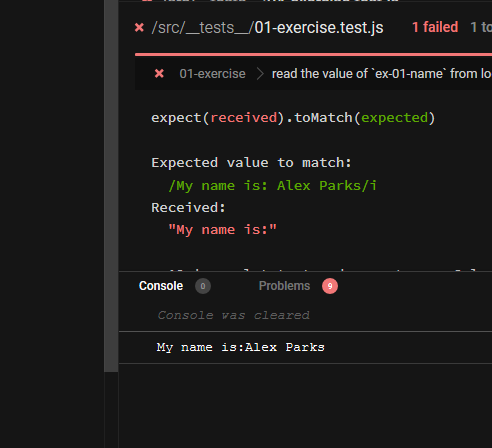 /src/__tests__/01-exercise.test.js 1 failed 1 to
01-exercise read the value of `ex-01-name` from lo
expect(received).toMatch(expected)
Expected value to match:
/My name is: Alex Parks/i
Received:
"My name is:"
Console 0 Problems 9
Console was cleared
My name is:Alex Parks